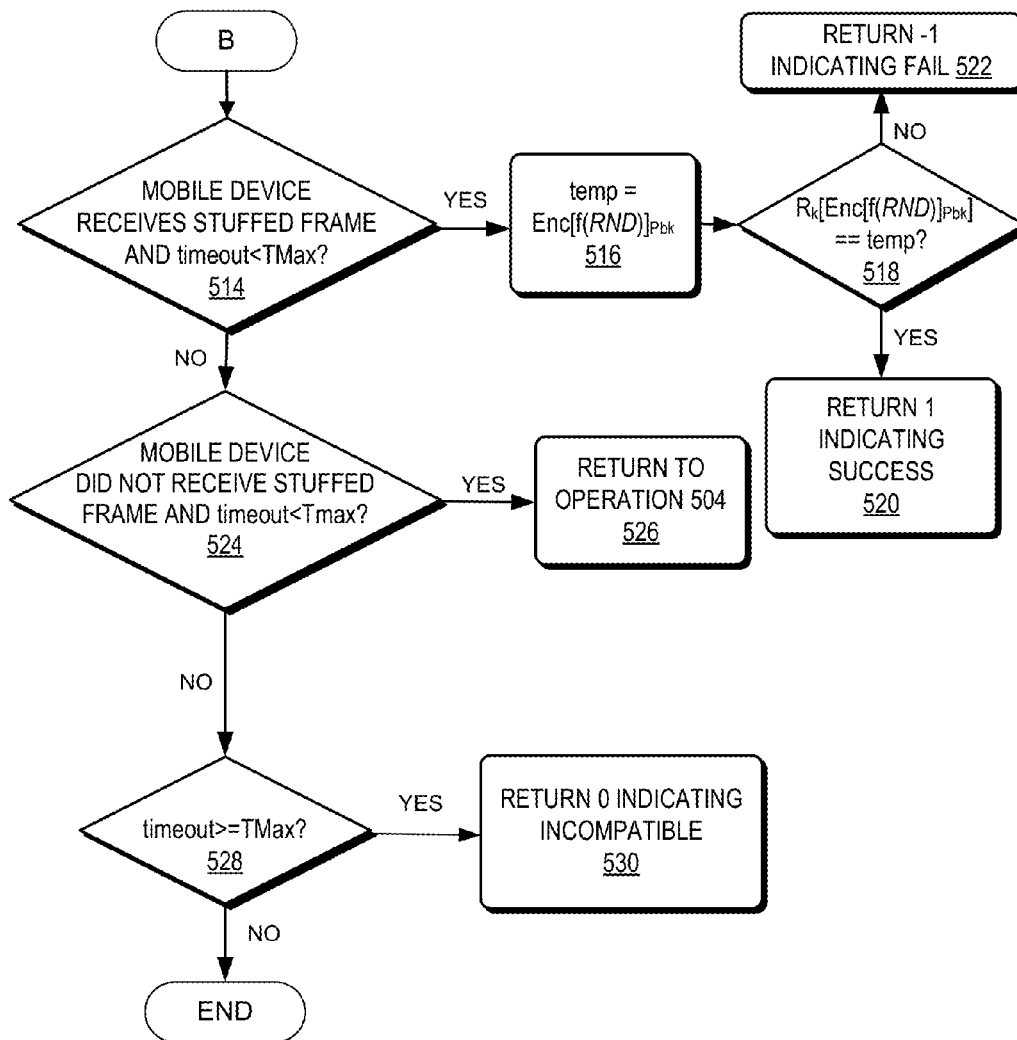 B
RETURN -1
INDICATING FAIL 522
NO
MOBILE DEVICE
RECEIVES STUFFED FRAME
AND timeout<TMax?
514
YES
temp =
Enc[f(RND)]Pbk
516
Rk[Enc[f(RND)]Pbk]
== temp?
518
NO
YES
MOBILE DEVICE
DID NOT RECEIVE STUFFED
FRAME AND timeout<Tmax?
524
YES
RETURN TO
OPERATION 504
526
RETURN 1
INDICATING
SUCCESS
520
NO
timeout>=TMax?
528
YES
RETURN 0 INDICATING
INCOMPATIBLE
530
NO
END